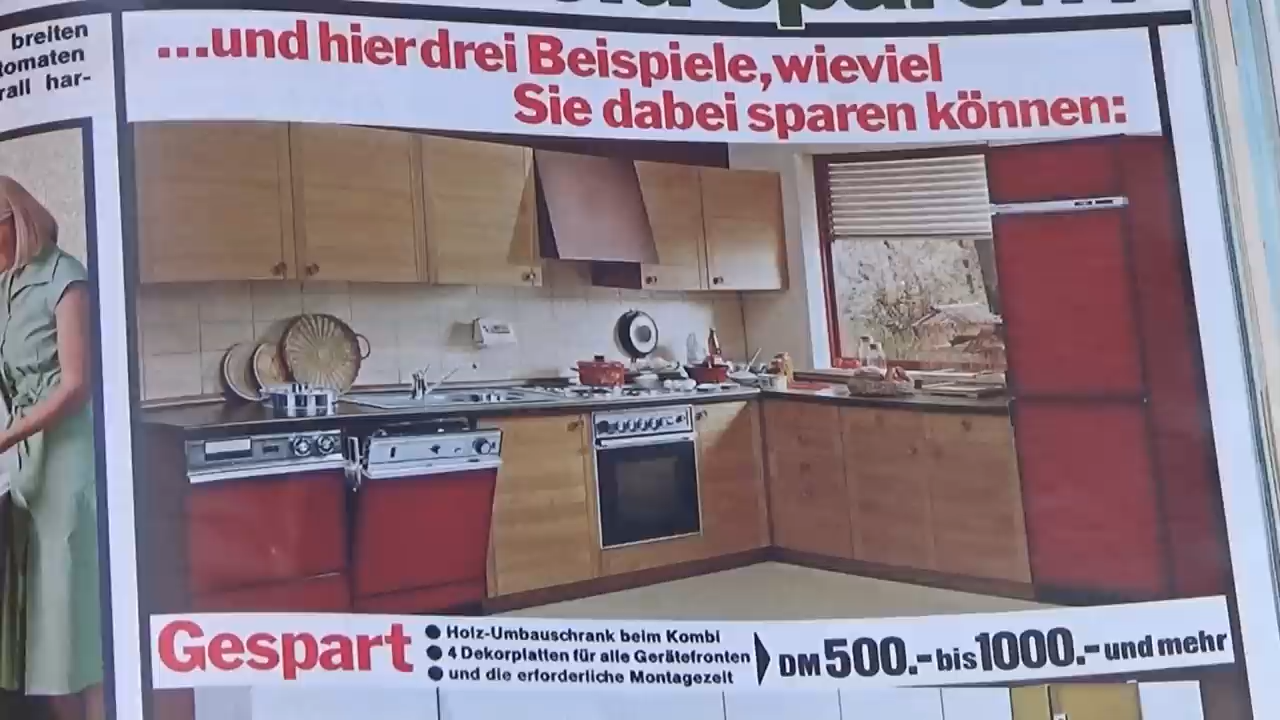 breiten
tomaten
rall har-
...und hier drei Beispiele, wieviel
Sie dabei sparen können:
Gespart
● Holz-Umbauschrank beim Kombi
● 4 Dekorplatten für alle Gerätefronten
● und die erforderliche Montagezeit
DM 500.- bis 1000.- und mehr